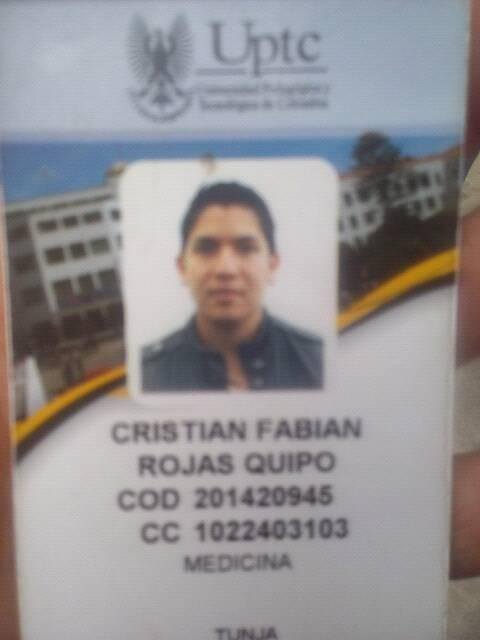 Uptc
Universidad Pedagógica y
Tecnológica de Colombia
CRISTIAN FABIAN
ROJAS QUIPO
COD 201420945
CC 1022403103
MEDICINA
TUNJA